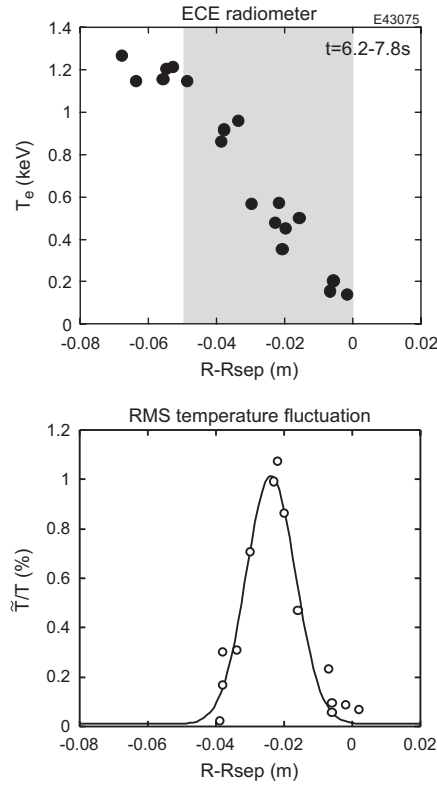 ECE radiometer
E43075
t=6.2-7.8s
1.4
1.2
1
0.8
0.6
0.4
0.2
0
T_e (keV)
-0.08 -0.06 -0.04 -0.02 0 0.02
R-Rsep (m)
RMS temperature fluctuation
1.2
1
0.8
0.6
0.4
0.2
0
T̃/T (%)
-0.08 -0.06 -0.04 -0.02 0 0.02
R-Rsep (m)